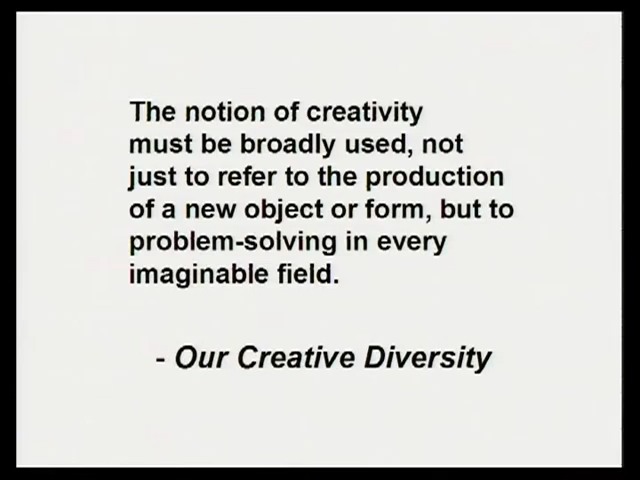 The notion of creativity
must be broadly used, not
just to refer to the production
of a new object or form, but to
problem-solving in every
imaginable field.
- Our Creative Diversity